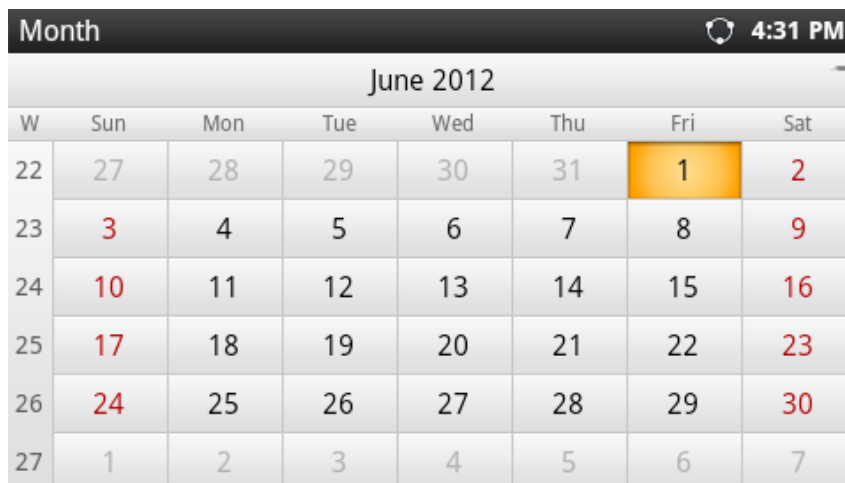 Month 4:31 PM
June 2012
W Sun Mon Tue Wed Thu Fri Sat
22 27 28 29 30 31 1 2
23 3 4 5 6 7 8 9
24 10 11 12 13 14 15 16
25 17 18 19 20 21 22 23
26 24 25 26 27 28 29 30
27 1 2 3 4 5 6 7